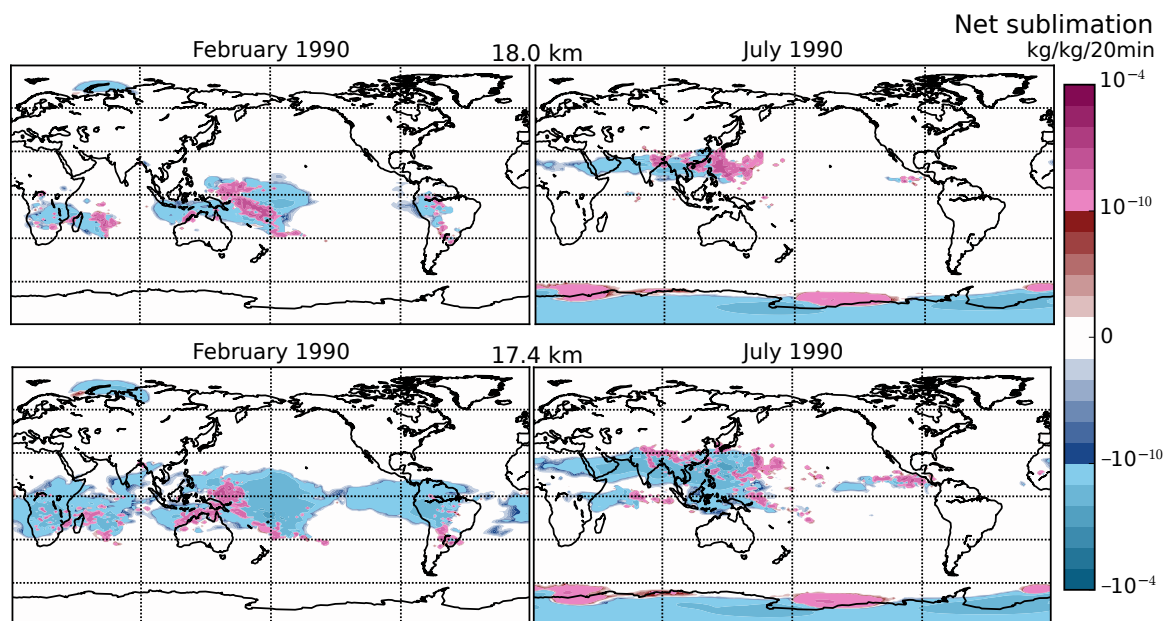 Net sublimation
kg/kg/20min
February 1990
18.0 km
July 1990
10⁻⁴
10⁻¹⁰
0
–10⁻¹⁰
–10⁻⁴
February 1990
17.4 km
July 1990